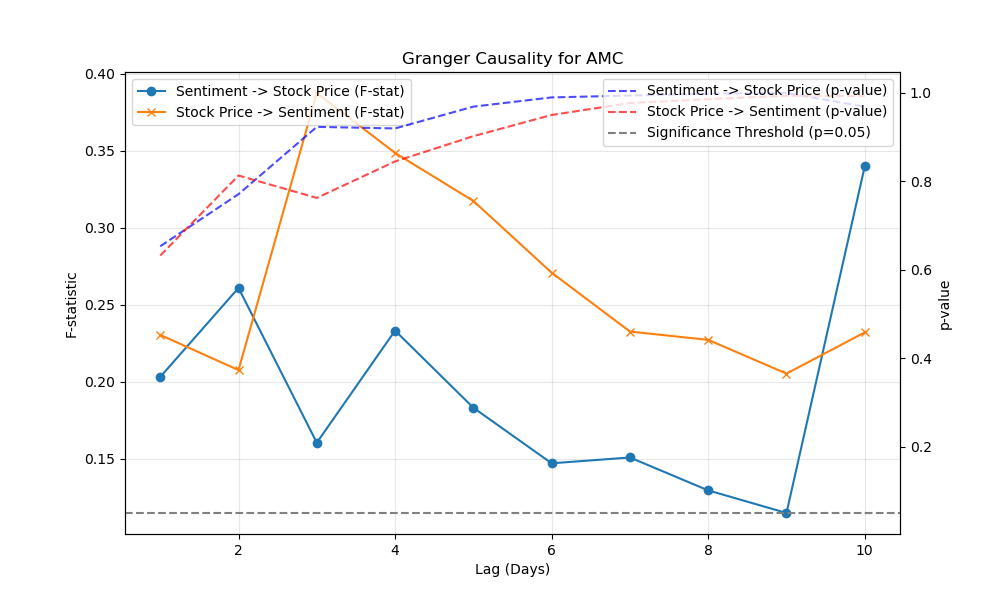 Granger Causality for AMC
Sentiment -> Stock Price (F-stat)
Stock Price -> Sentiment (F-stat)
Sentiment -> Stock Price (p-value)
Stock Price -> Sentiment (p-value)
Significance Threshold (p=0.05)
F-statistic
0.40
0.35
0.30
0.25
0.20
0.15
1.0
0.8
0.6
0.4
0.2
p-value
2
4
6
8
10
Lag (Days)